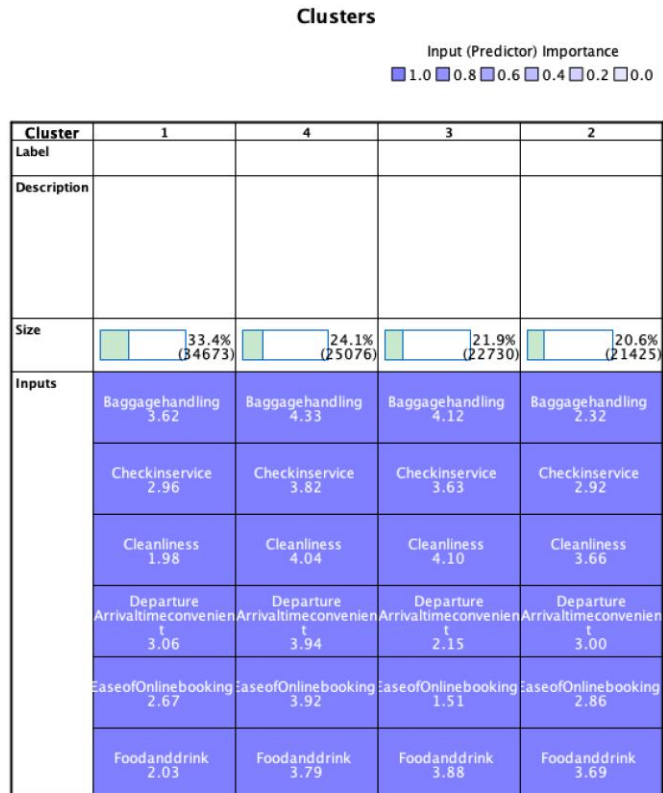 Clusters
Input (Predictor) Importance
1.0 0.8 0.6 0.4 0.2 0.0
Cluster 1 4 3 2
Label
Description
Size 33.4% 24.1% 21.9% 20.6%
(34673) (25076) (22730) (21425)
Inputs
Baggagehandling Baggagehandling Baggagehandling Baggagehandling
3.62 4.33 4.12 2.32
Checkinservice Checkinservice Checkinservice Checkinservice
2.96 3.82 3.63 2.92
Cleanliness Cleanliness Cleanliness Cleanliness
1.98 4.04 4.10 3.66
Departure Departure Departure Departure
Arrivaltimeconvenien Arrivaltimeconvenien Arrivaltimeconvenien Arrivaltimeconvenien
t t t t
3.06 3.94 2.15 3.00
EaseofOnlinebooking EaseofOnlinebooking EaseofOnlinebooking EaseofOnlinebooking
2.67 3.92 1.51 2.86
Foodanddrink Foodanddrink Foodanddrink Foodanddrink
2.03 3.79 3.88 3.69